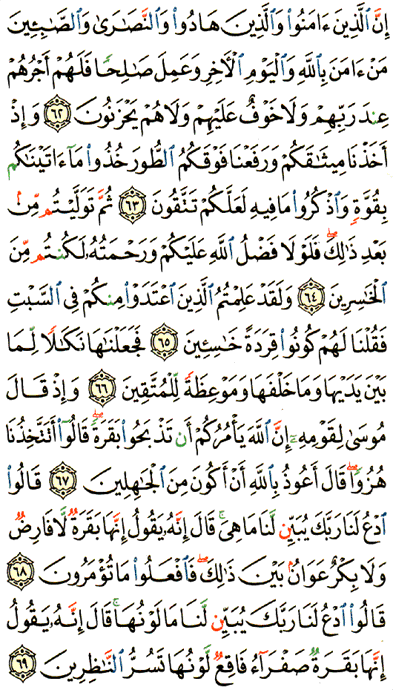 إِنَّ ٱلَّذِينَ ءَامَنُوا۟ وَٱلَّذِينَ هَادُوا۟ وَٱلنَّصَٰرَىٰ وَٱلصَّٰبِـِٔينَ
مَنْ ءَامَنَ بِٱللَّهِ وَٱلْيَوْمِ ٱلْءَاخِرِ وَعَمِلَ صَٰلِحًا فَلَهُمْ أَجْرُهُمْ
عِندَ رَبِّهِمْ وَلَا خَوْفٌ عَلَيْهِمْ وَلَا هُمْ يَحْزَنُونَ ٦٢ وَإِذْ
أَخَذْنَا مِيثَٰقَكُمْ وَرَفَعْنَا فَوْقَكُمُ ٱلطُّورَ خُذُوا۟ مَآ ءَاتَيْنَٰكُم
بِقُوَّةٍ وَٱذْكُرُوا۟ مَا فِيهِ لَعَلَّكُمْ تَتَّقُونَ ٦٣ ثُمَّ تَوَلَّيْتُم مِّنۢ
بَعْدِ ذَٰلِكَ ۖ فَلَوْلَا فَضْلُ ٱللَّهِ عَلَيْكُمْ وَرَحْمَتُهُۥ لَكُنتُم مِّنَ
ٱلْخَٰسِرِينَ ٦٤ وَلَقَدْ عَلِمْتُمُ ٱلَّذِينَ ٱعْتَدَوْا۟ مِنكُمْ فِى ٱلسَّبْتِ
فَقُلْنَا لَهُمْ كُونُوا۟ قِرَدَةً خَٰسِـِٔينَ ٦٥ فَجَعَلْنَٰهَا نَكَٰلًا لِّمَا
بَيْنَ يَدَيْهَا وَمَا خَلْفَهَا وَمَوْعِظَةً لِّلْمُتَّقِينَ ٦٦ وَإِذْ قَالَ
مُوسَىٰ لِقَوْمِهِۦٓ إِنَّ ٱللَّهَ يَأْمُرُكُمْ أَن تَذْبَحُوا۟ بَقَرَةً ۖ قَالُوٓا۟ أَتَتَّخِذُنَا
هُزُوًا ۖ قَالَ أَعُوذُ بِٱللَّهِ أَنْ أَكُونَ مِنَ ٱلْجَٰهِلِينَ ٦٧ قَالُوا۟
ٱدْعُ لَنَا رَبَّكَ يُبَيِّن لَّنَا مَا هِىَ ۚ قَالَ إِنَّهُۥ يَقُولُ إِنَّهَا بَقَرَةٌ لَّا فَارِضٌ
وَلَا بِكْرٌ عَوَانٌۢ بَيْنَ ذَٰلِكَ ۖ فَٱفْعَلُوا۟ مَا تُؤْمَرُونَ ٦٨
قَالُوا۟ ٱدْعُ لَنَا رَبَّكَ يُبَيِّن لَّنَا مَا لَوْنُهَا ۚ قَالَ إِنَّهُۥ يَقُولُ
إِنَّهَا بَقَرَةٌ صَفْرَآءُ فَاقِعٌ لَّوْنُهَا تَسُرُّ ٱلنَّٰظِرِينَ ٦٩